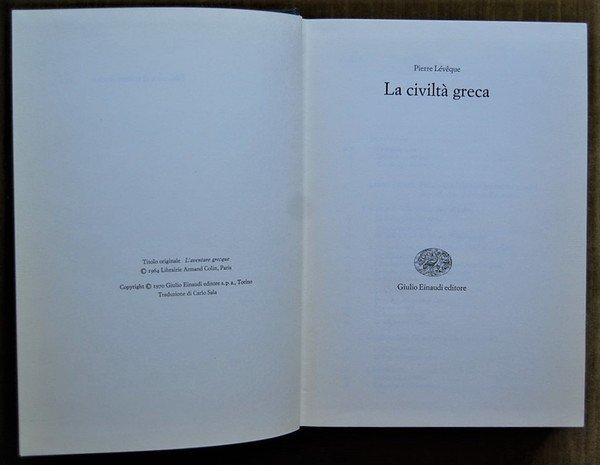 Titolo originale L'aventure grecque
© 1964 Librairie Armand Colin, Paris
Copyright © 1970 Giulio Einaudi editore s. p. a., Torino
Traduzione di Carlo Sala
Pierre Lévêque
La civiltà greca
Giulio Einaudi editore